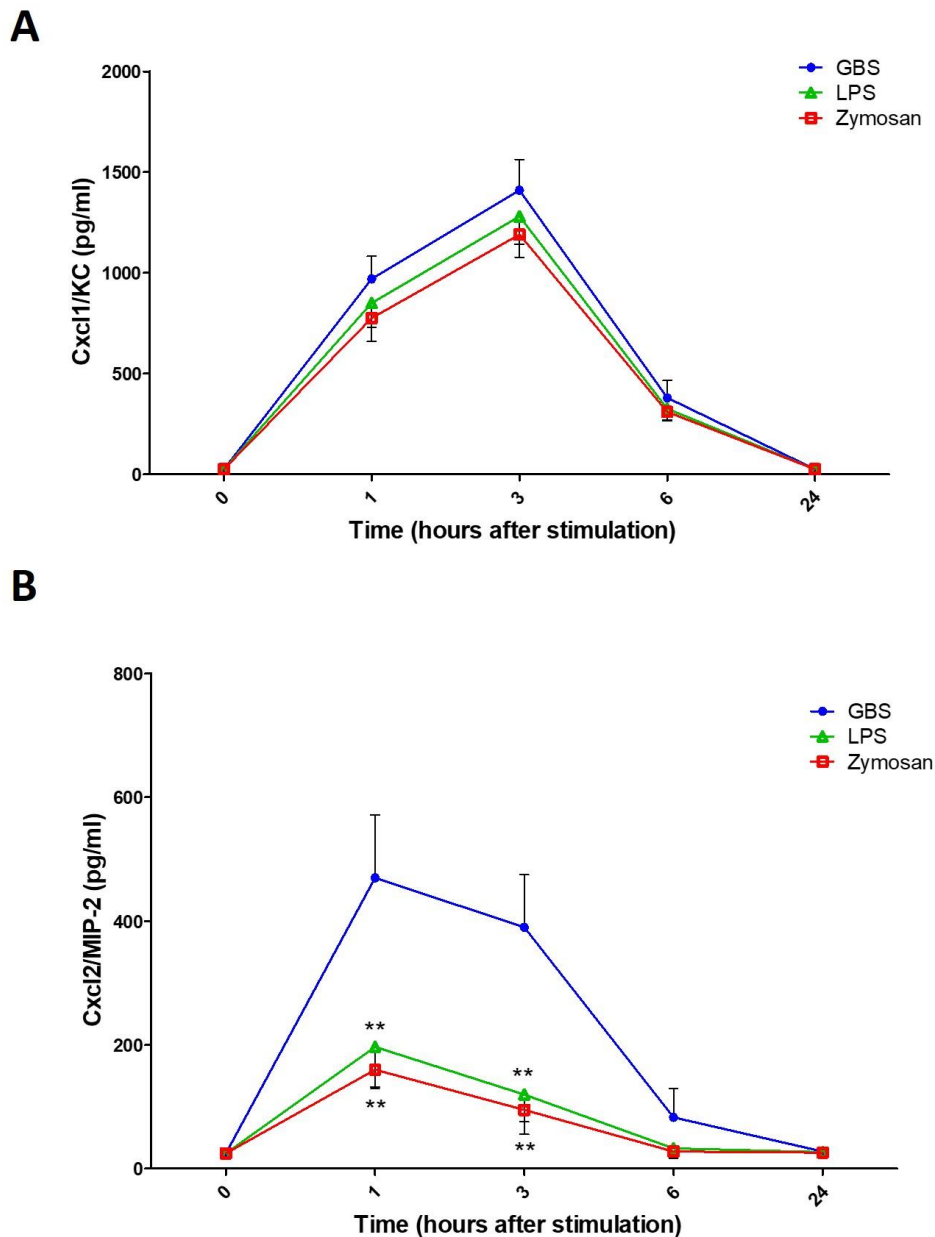 A
GBS
LPS
Zymosan
2000
1500
1000
500
0
Cxcl1/KC (pg/ml)
0
1
3
6
24
Time (hours after stimulation)
B
GBS
LPS
Zymosan
800
600
400
200
0
Cxcl2/MIP-2 (pg/ml)
**
**
**
**
0
1
3
6
24
Time (hours after stimulation)